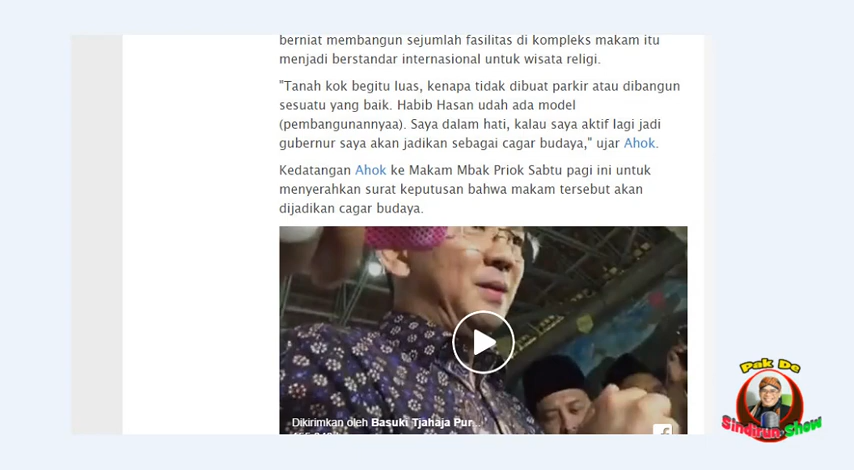 berniat membangun sejumlah fasilitas di kompleks makam itu
menjadi berstandar internasional untuk wisata religi.
"Tanah kok begitu luas, kenapa tidak dibuat parkir atau dibangun
sesuatu yang baik. Habib Hasan udah ada model
(pembangunannyaa). Saya dalam hati, kalau saya aktif lagi jadi
gubernur saya akan jadikan sebagai cagar budaya," ujar Ahok.
Kedatangan Ahok ke Makam Mbak Priok Sabtu pagi ini untuk
menyerahkan surat keputusan bahwa makam tersebut akan
dijadikan cagar budaya.
Dikirimkan oleh Basuki Tjahaja Pur...
Pak De
Sindirun Show